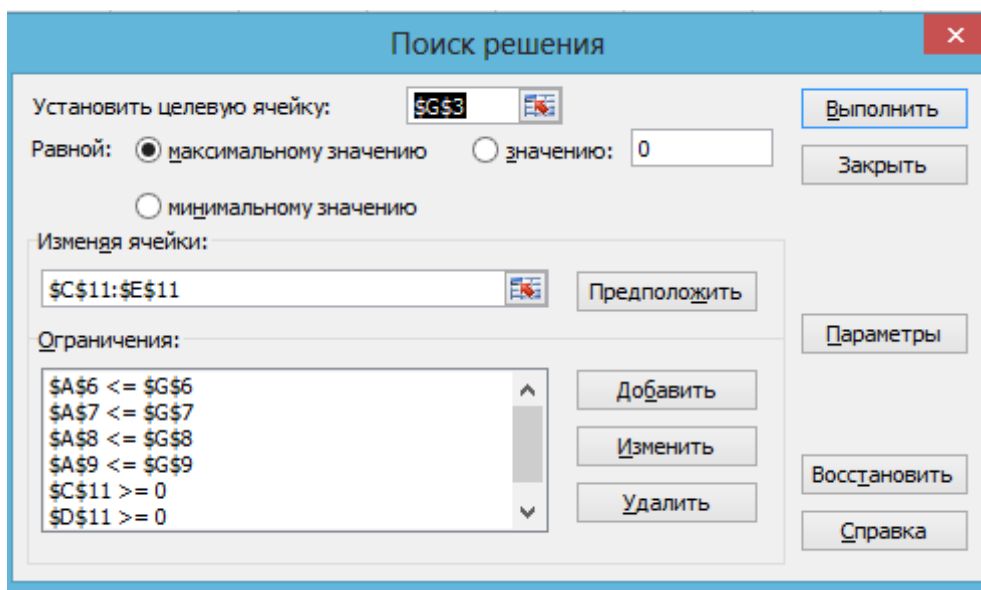 Поиск решения
Установить целевую ячейку: $G$3
Равной: максимальному значению значению: 0
минимальному значению
Изменяя ячейки:
$C$11:$E$11
Предположить
Ограничения:
$A$6 <= $G$6
$A$7 <= $G$7
$A$8 <= $G$8
$A$9 <= $G$9
$C$11 >= 0
$D$11 >= 0
Добавить
Изменить
Удалить
Выполнить
Закрыть
Параметры
Восстановить
Справка